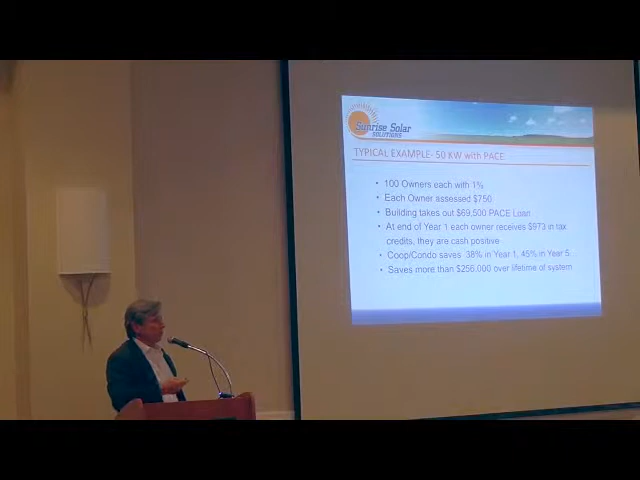 Sunrise Solar
SOLUTIONS
TYPICAL EXAMPLE- 50 KW with PACE
• 100 Owners each with 1%
• Each Owner assessed $750
• Building takes out $69,500 PACE Loan
• At end of Year 1 each owner receives $973 in tax
credits, they are cash positive
• Coop/Condo saves 38% in Year 1, 45% in Year 5.
• Saves more than $256,000 over lifetime of system